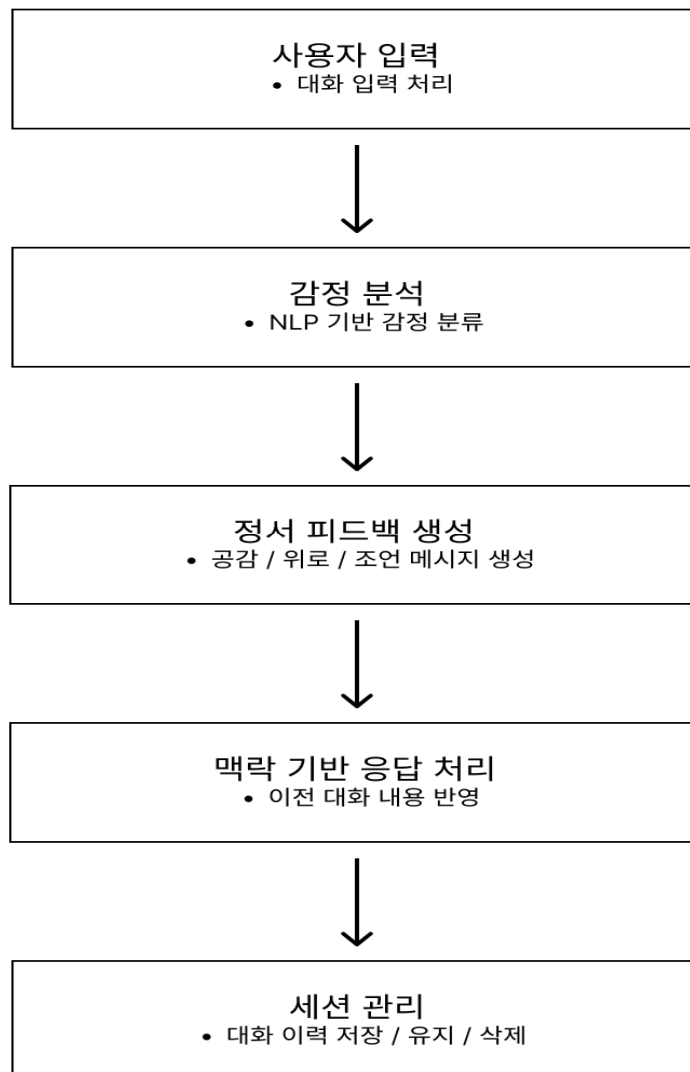 사용자 입력
• 대화 입력 처리
감정 분석
• NLP 기반 감정 분류
정서 피드백 생성
• 공감 / 위로 / 조언 메시지 생성
맥락 기반 응답 처리
• 이전 대화 내용 반영
세션 관리
• 대화 이력 저장 / 유지 / 삭제